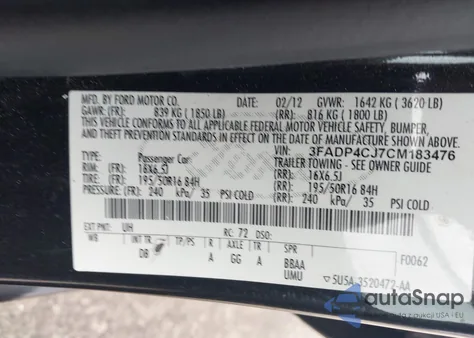 MFD. BY FORD MOTOR CO. DATE: 02/12 GVWR: 1642 KG ( 3620 LB)
GAWR: (FR): 839 KG ( 1850 LB) (RR): 816 KG ( 1800 LB)
THIS VEHICLE CONFORMS TO ALL APPLICABLE FEDERAL MOTOR VEHICLE SAFETY, BUMPER, AND
THEFT PREVENTION STANDARDS IN EFFECT ON THE DATE OF MANUFACTURE SHOWN ABOVE.
VIN: 3FADP4CJ7CM183476
TYPE: Passenger Car TRAILER TOWING - SEE OWNER GUIDE
RIM: (FR): 16X6.5J (RR): 16X6.5J
TIRE: (FR): 195/50R16 84H (RR): 195/50R16 84H
PRESSURE: (FR): 240 kPa/ 35 PSI COLD (RR): 240 kPa/ 35 PSI COLD
EXT PNT: UH RC: 72 DSO: F0062
WB INT TR TP/PS R AXLE TR SPR
DB A GG A BBAA
UMU 5U5A-3520472-AA
autoSnap